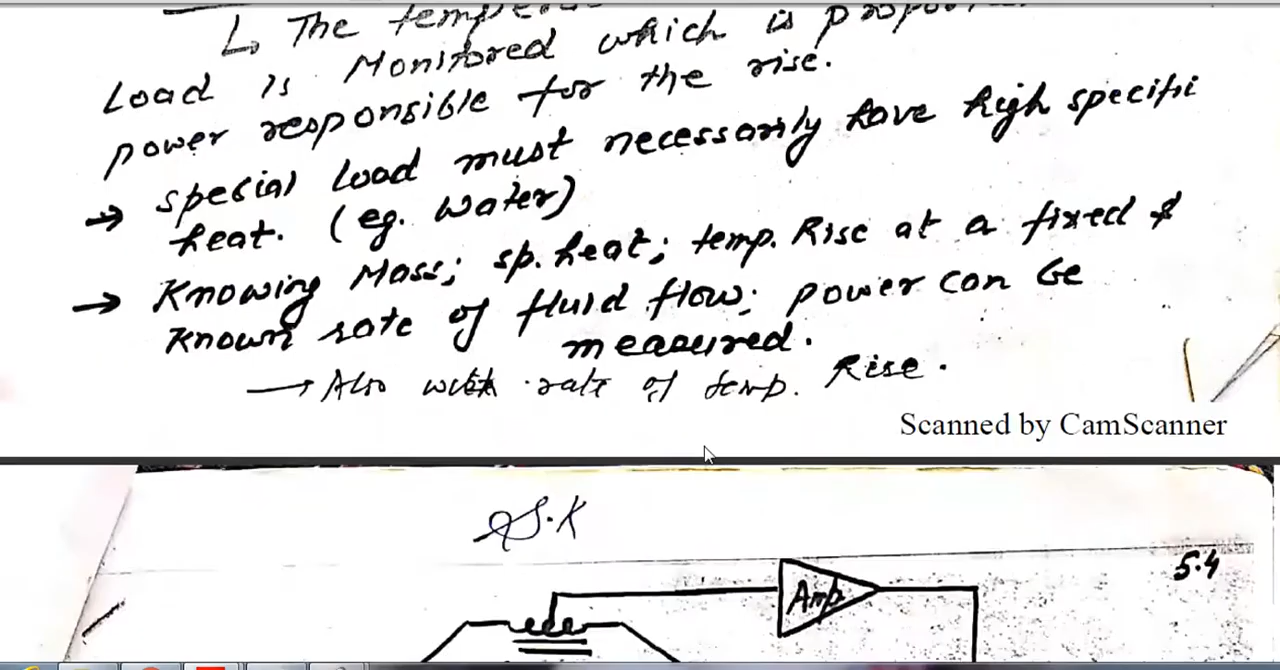 ↳ The
Load is Monitored which is
power responsible for the rise.
→ Special Load must necessarily have high specifi
heat. (eg. Water)
→ Knowing Mass; sp. heat; temp. Rise at a fixed &
Known rate of fluid flow; power can be
measured.
→ Also with rate of temp. Rise.
Scanned by CamScanner
S.K
5.4
Amp